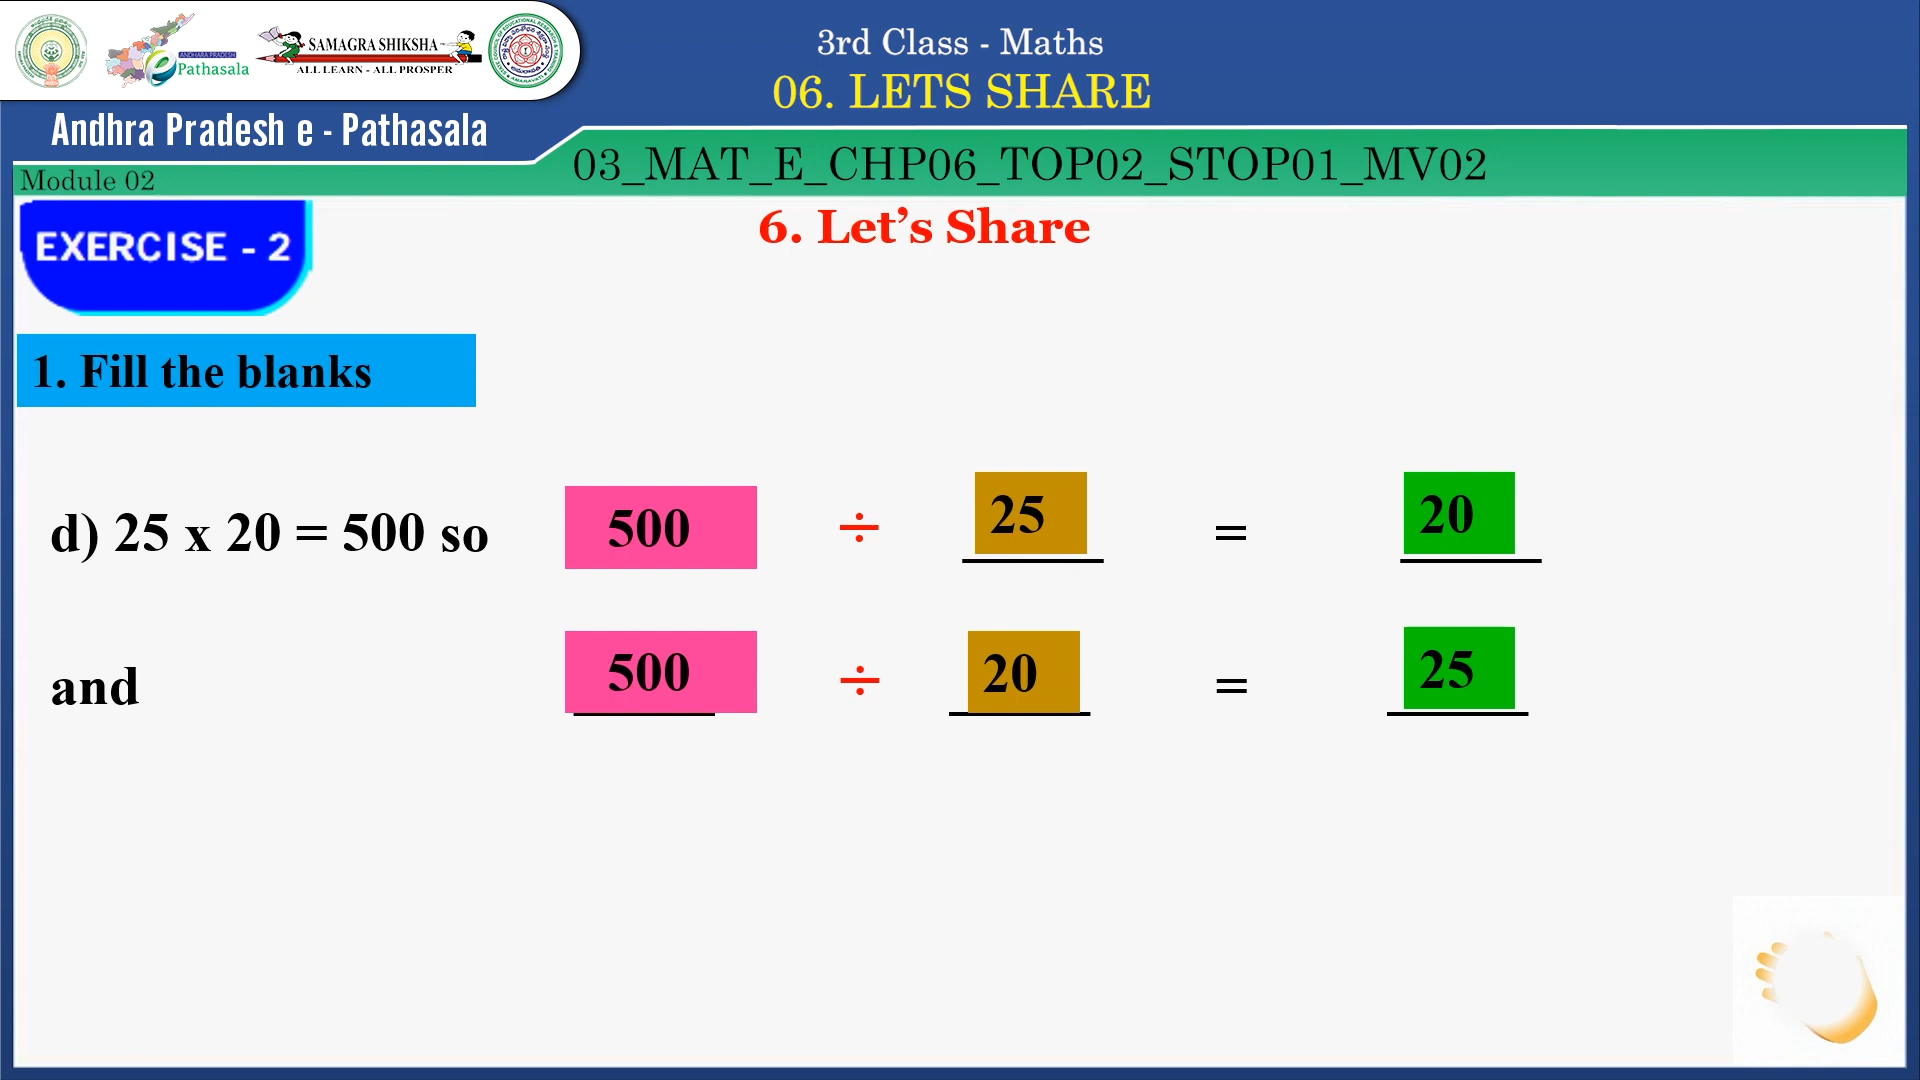 3rd Class - Maths
06. LETS SHARE
ANDHRA PRADESH
e Pathasala
SAMAGRA SHIKSHA
ALL LEARN - ALL PROSPER
Andhra Pradesh e - Pathasala
03_MAT_E_CHP06_TOP02_STOP01_MV02
Module 02
6. Let's Share
EXERCISE - 2
1. Fill the blanks
d) 25 x 20 = 500 so 500 ÷ 25 = 20
and 500 ÷ 20 = 25